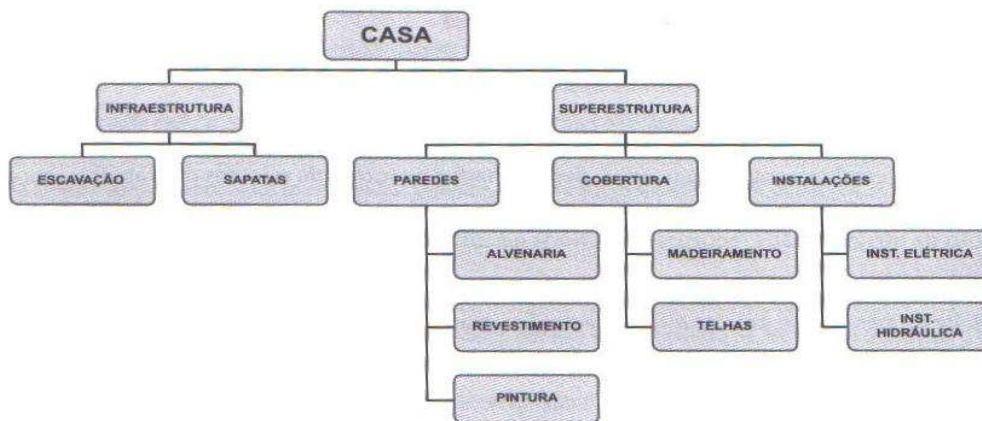 CASA
INFRAESTRUTURA
SUPERESTRUTURA
ESCAVAÇÃO
SAPATAS
PAREDES
COBERTURA
INSTALAÇÕES
ALVENARIA
MADEIRAMENTO
INST. ELÉTRICA
REVESTIMENTO
TELHAS
INST.
HIDRÁULICA
PINTURA